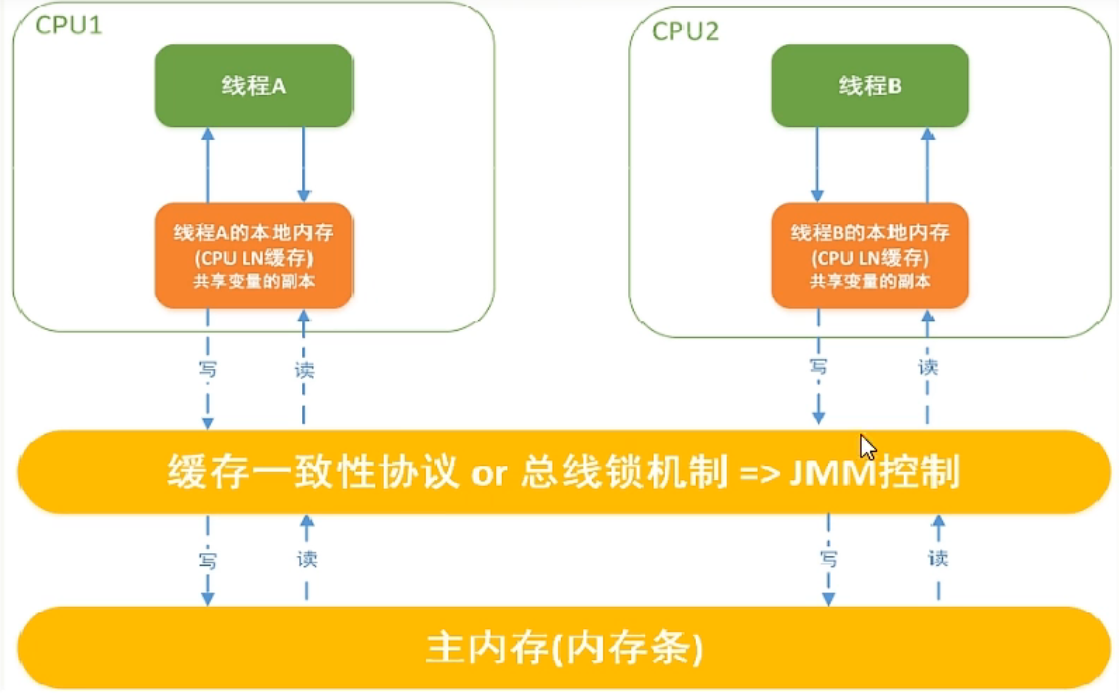 CPU1
CPU2
线程A
线程B
线程A的本地内存
(CPU LN缓存)
共享变量的副本
线程B的本地内存
(CPU LN缓存)
共享变量的副本
写
读
写
读
缓存一致性协议 or 总线锁机制 => JMM控制
写
读
写
读
主内存(内存条)